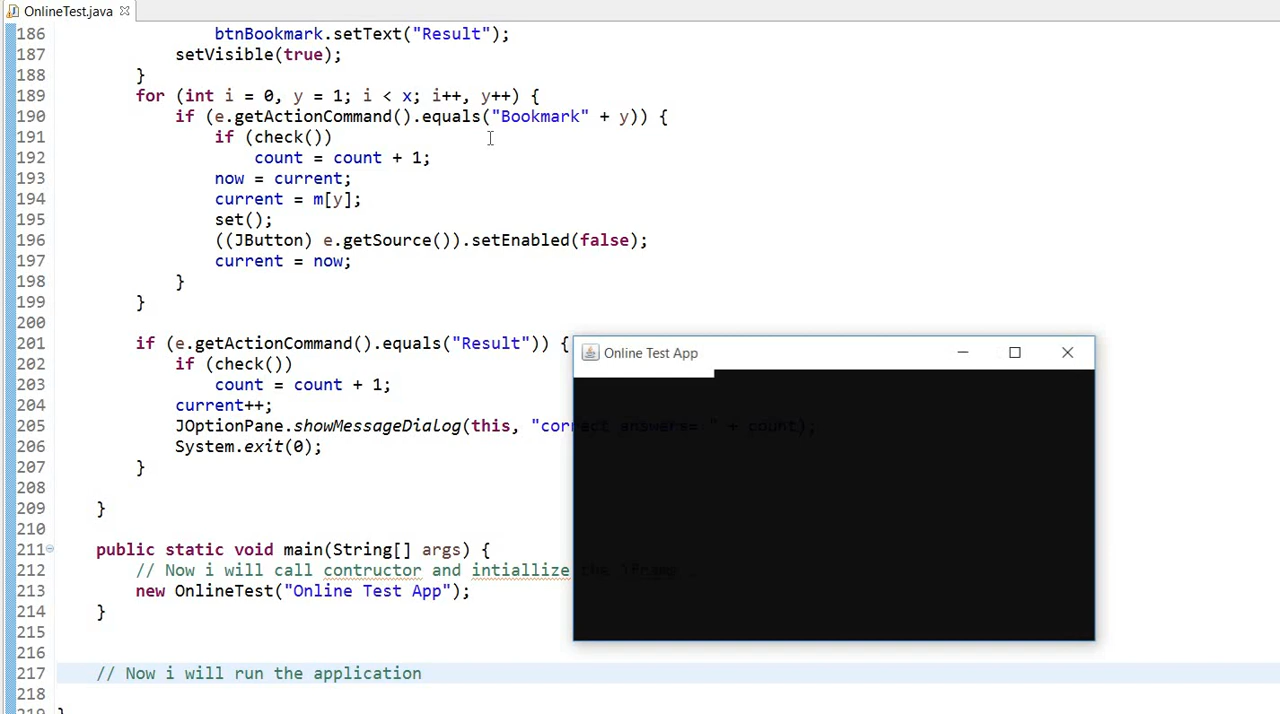 OnlineTest.java
186 btnBookmark.setText("Result");
187 setVisible(true);
188 }
189 for (int i = 0, y = 1; i < x; i++, y++) {
190 if (e.getActionCommand().equals("Bookmark" + y)) {
191 if (check())
192 count = count + 1;
193 now = current;
194 current = m[y];
195 set();
196 ((JButton) e.getSource()).setEnabled(false);
197 current = now;
198 }
199 }
200
201 if (e.getActionCommand().equals("Result")) {
202 if (check())
203 count = count + 1;
204 current++;
205 JOptionPane.showMessageDialog(this, "correct answers= " + count);
206 System.exit(0);
207 }
208
209 }
210
211 public static void main(String[] args) {
212 // Now i will call contructor and intiallize the
213 new OnlineTest("Online Test App");
214 }
215
216
217 // Now i will run the application
218
219 }
Online Test App